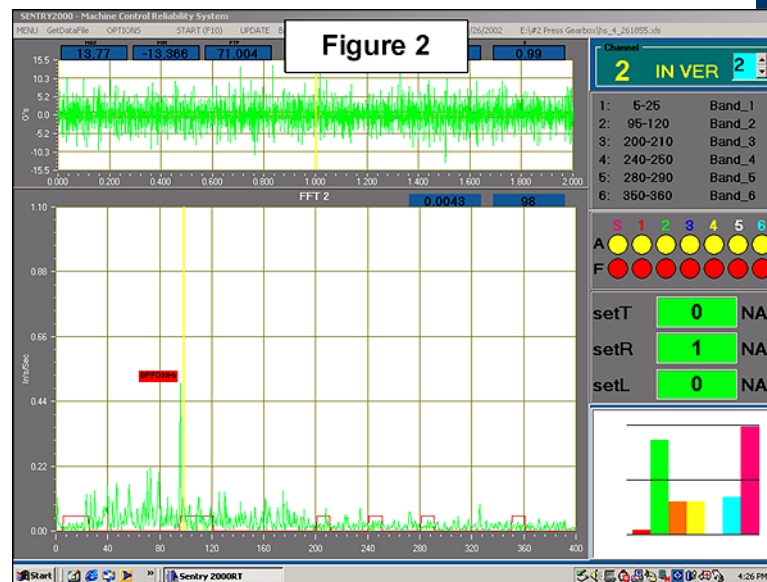 SENTRY2000 - Machine Control Reliability System
MENU GetDataFile OPTIONS START (F10) UPDATE
/26/2002 E:\#2 Press Gearbox\hs_4_261855.xls
Figure 2
MAX MIN PTP
13.77 -13.366 71.004 0.99
15.5
10.3
5.2
0.0
-5.2
-10.3
-15.5
G's
0.000 0.200 0.400 0.600 0.800 1.000 1.200 1.400 1.600 1.800 2.000
FFT 2
0.0043 98
1.10
0.88
0.66
0.44
0.22
0.00
In's/Sec
0 40 80 120 160 200 240 280 320 360 400
Channel
2 IN VER 2
1: 5-25 Band_1
2: 95-120 Band_2
3: 200-210 Band_3
4: 240-250 Band_4
5: 280-290 Band_5
6: 350-360 Band_6
S 1 2 3 4 5 6
A
F
setT 0 NA
setR 1 NA
setL 0 NA
Start
Sentry 2000RT
4:26 PM